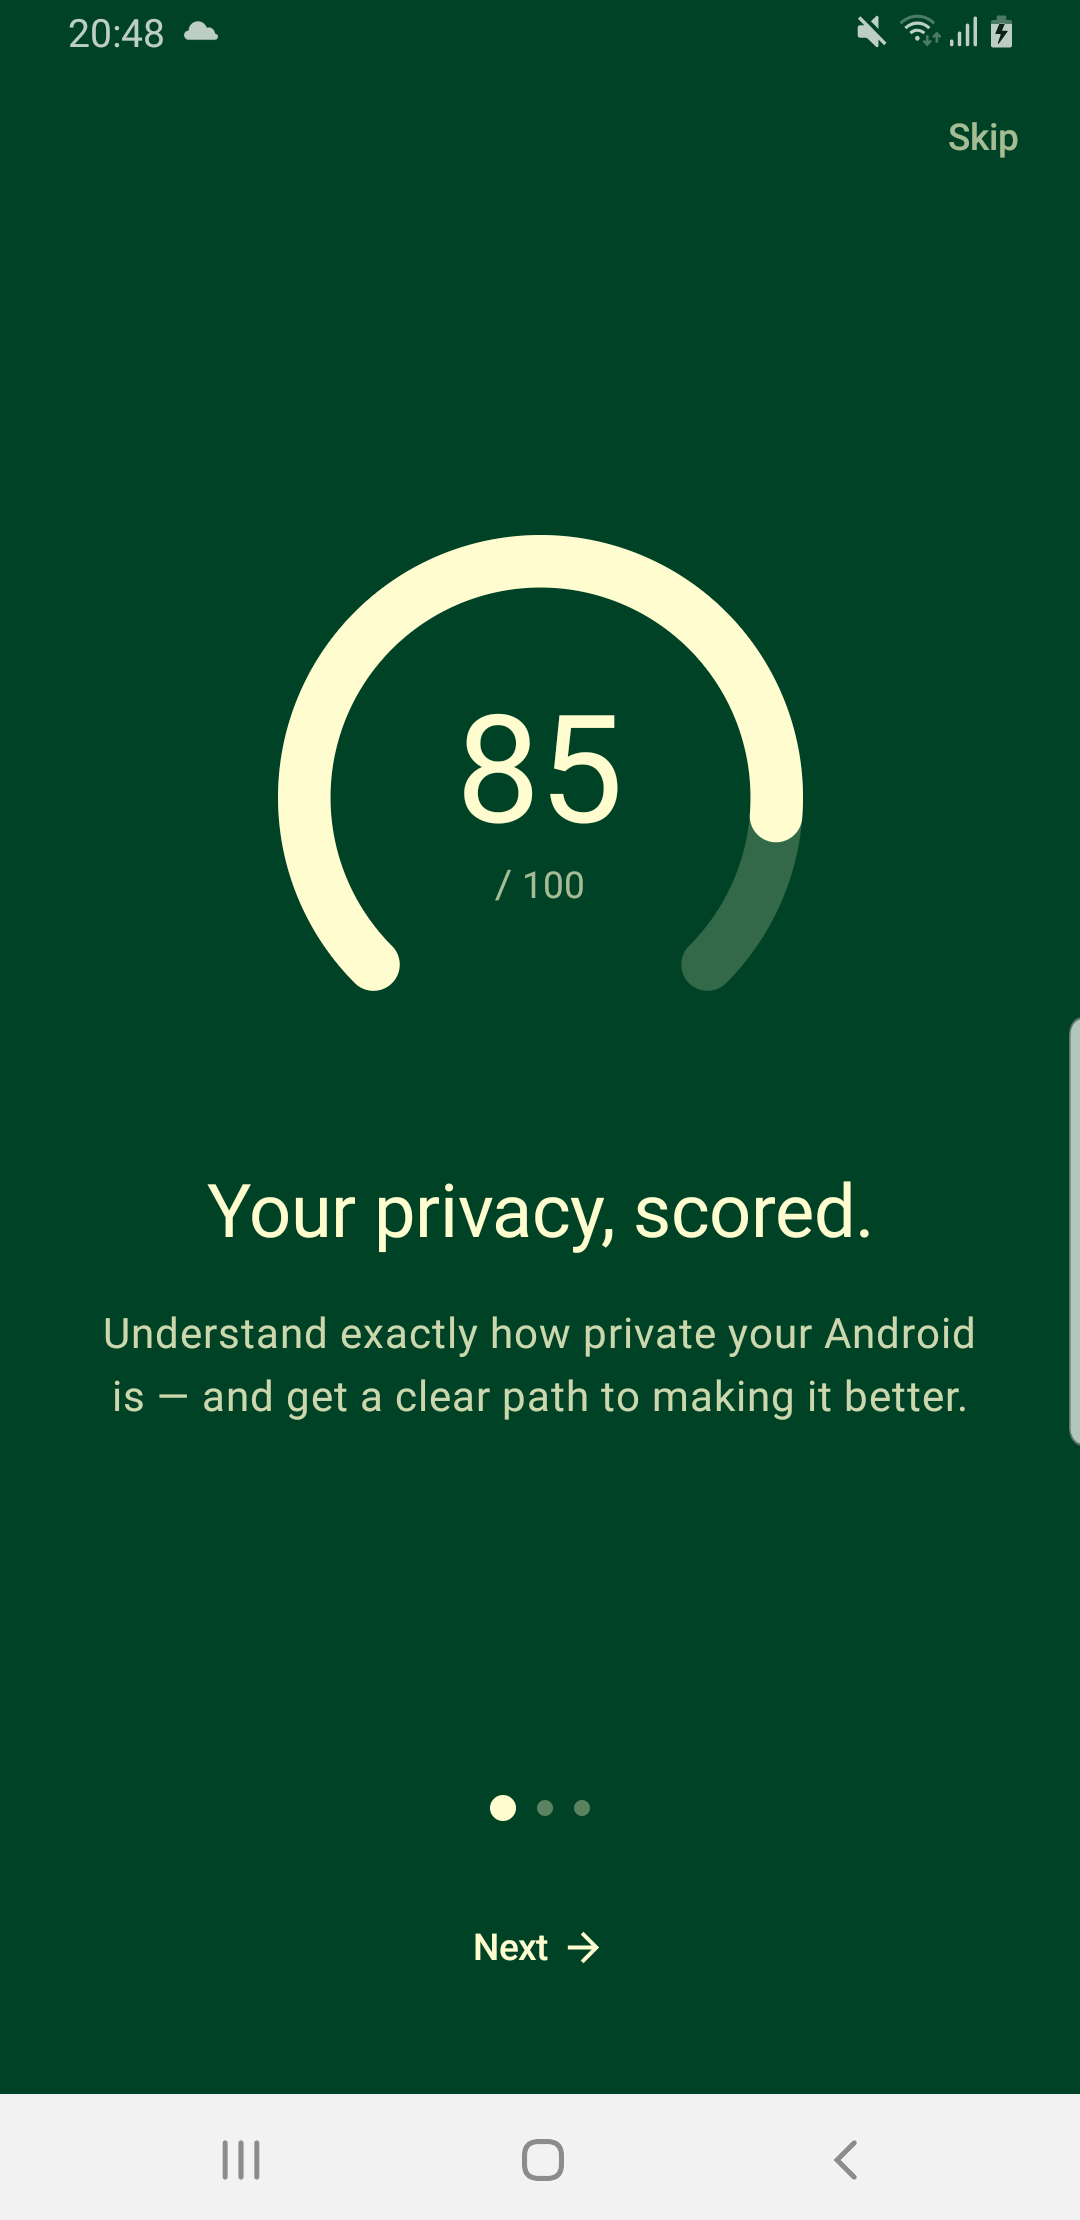 20:48
Skip
85
/ 100
Your privacy, scored.
Understand exactly how private your Android
is — and get a clear path to making it better.
Next →